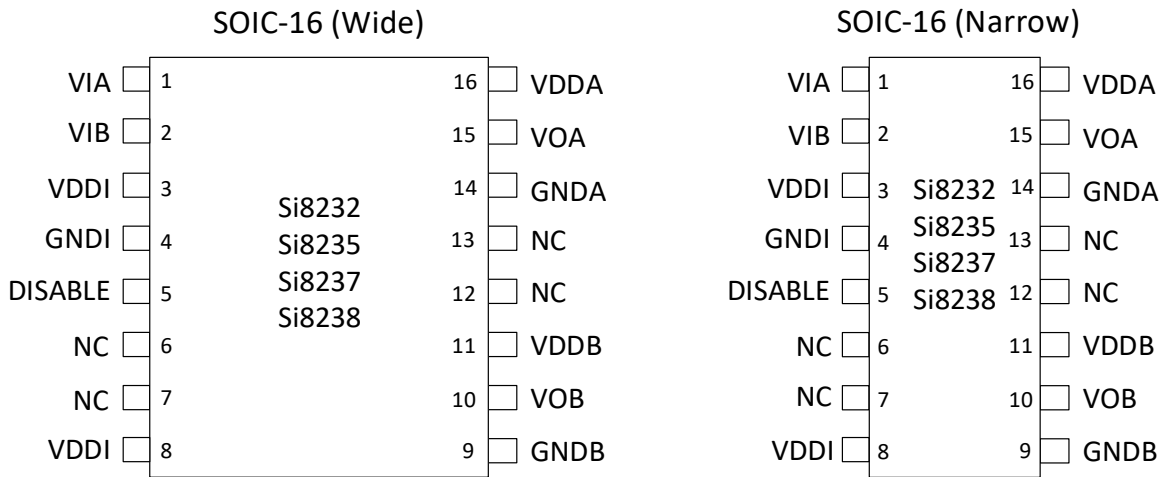 SOIC-16 (Wide)
VIA 1 16 VDDA
VIB 2 15 VOA
VDDI 3 14 GNDA
GNDI 4 13 NC
DISABLE 5 12 NC
NC 6 11 VDDB
NC 7 10 VOB
VDDI 8 9 GNDB
Si8232
Si8235
Si8237
Si8238
SOIC-16 (Narrow)
VIA 1 16 VDDA
VIB 2 15 VOA
VDDI 3 14 GNDA
GNDI 4 13 NC
DISABLE 5 12 NC
NC 6 11 VDDB
NC 7 10 VOB
VDDI 8 9 GNDB
Si8232
Si8235
Si8237
Si8238